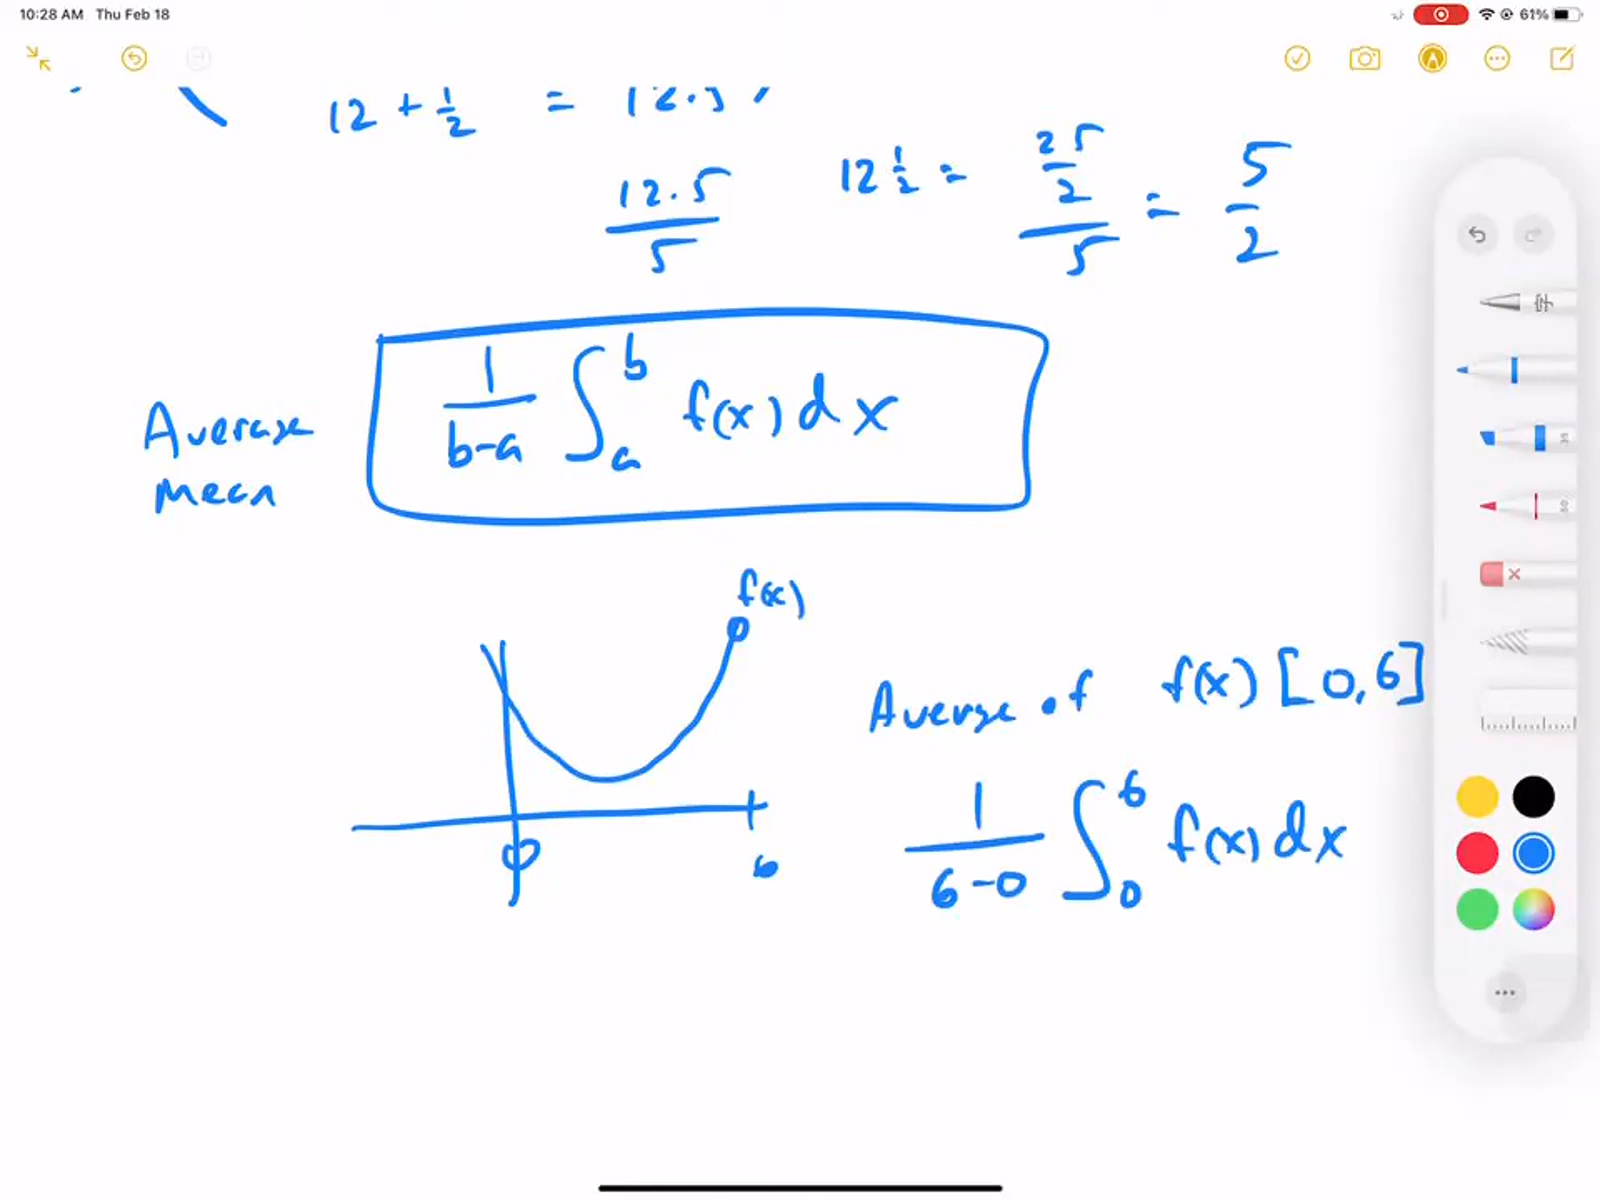 10:28 AM Thu Feb 18
61%
12 + 1/2 =
12.5/5
12 1/2 = 25/2/5 = 5/2
Average
mean
1/(b-a) ∫_a^b f(x) dx
f(x)
0
6
Average of f(x) [0,6]
1/(6-0) ∫_0^6 f(x) dx